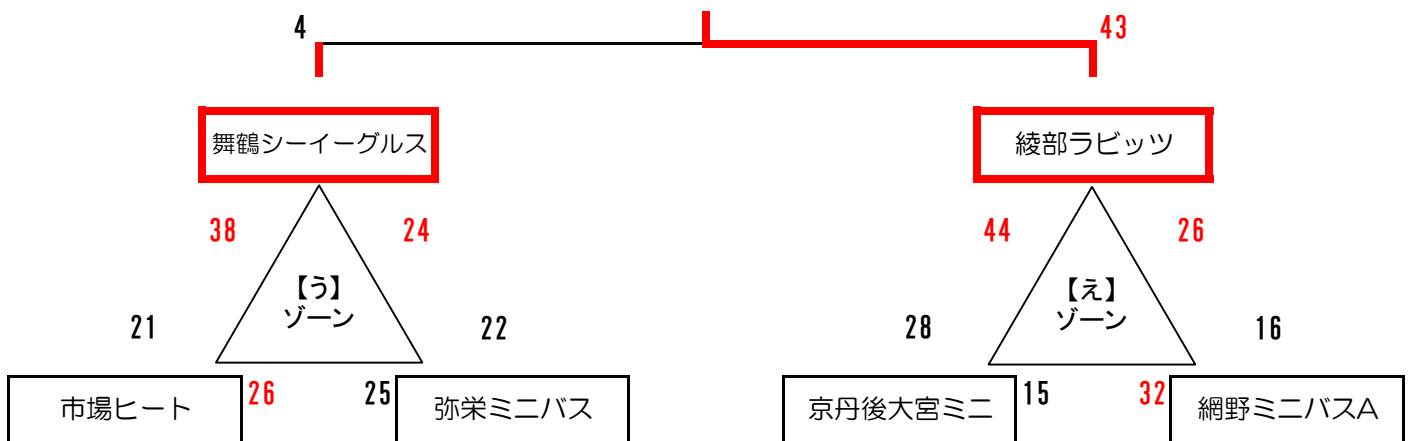 4
43
舞鶴シーイーグルス
綾部ラビッツ
38
24
44
26
【う】
ゾーン
【え】
ゾーン
21
22
28
16
市場ヒート
26
25
弥栄ミニバス
京丹後大宮ミニ
15
32
網野ミニバスA